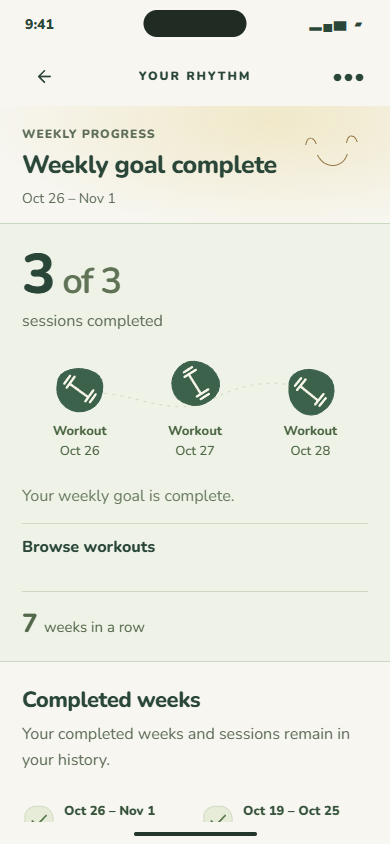 9:41
YOUR RHYTHM
WEEKLY PROGRESS
Weekly goal complete
Oct 26 – Nov 1
3 of 3
sessions completed
Workout Workout Workout
Oct 26 Oct 27 Oct 28
Your weekly goal is complete.
Browse workouts
7 weeks in a row
Completed weeks
Your completed weeks and sessions remain in
your history.
Oct 26 – Nov 1 Oct 19 – Oct 25